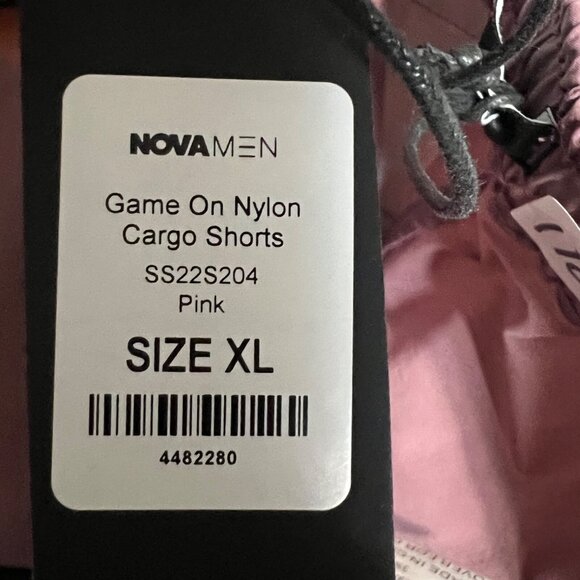 NOVAMEN
Game On Nylon
Cargo Shorts
SS22S204
Pink
SIZE XL
4482280